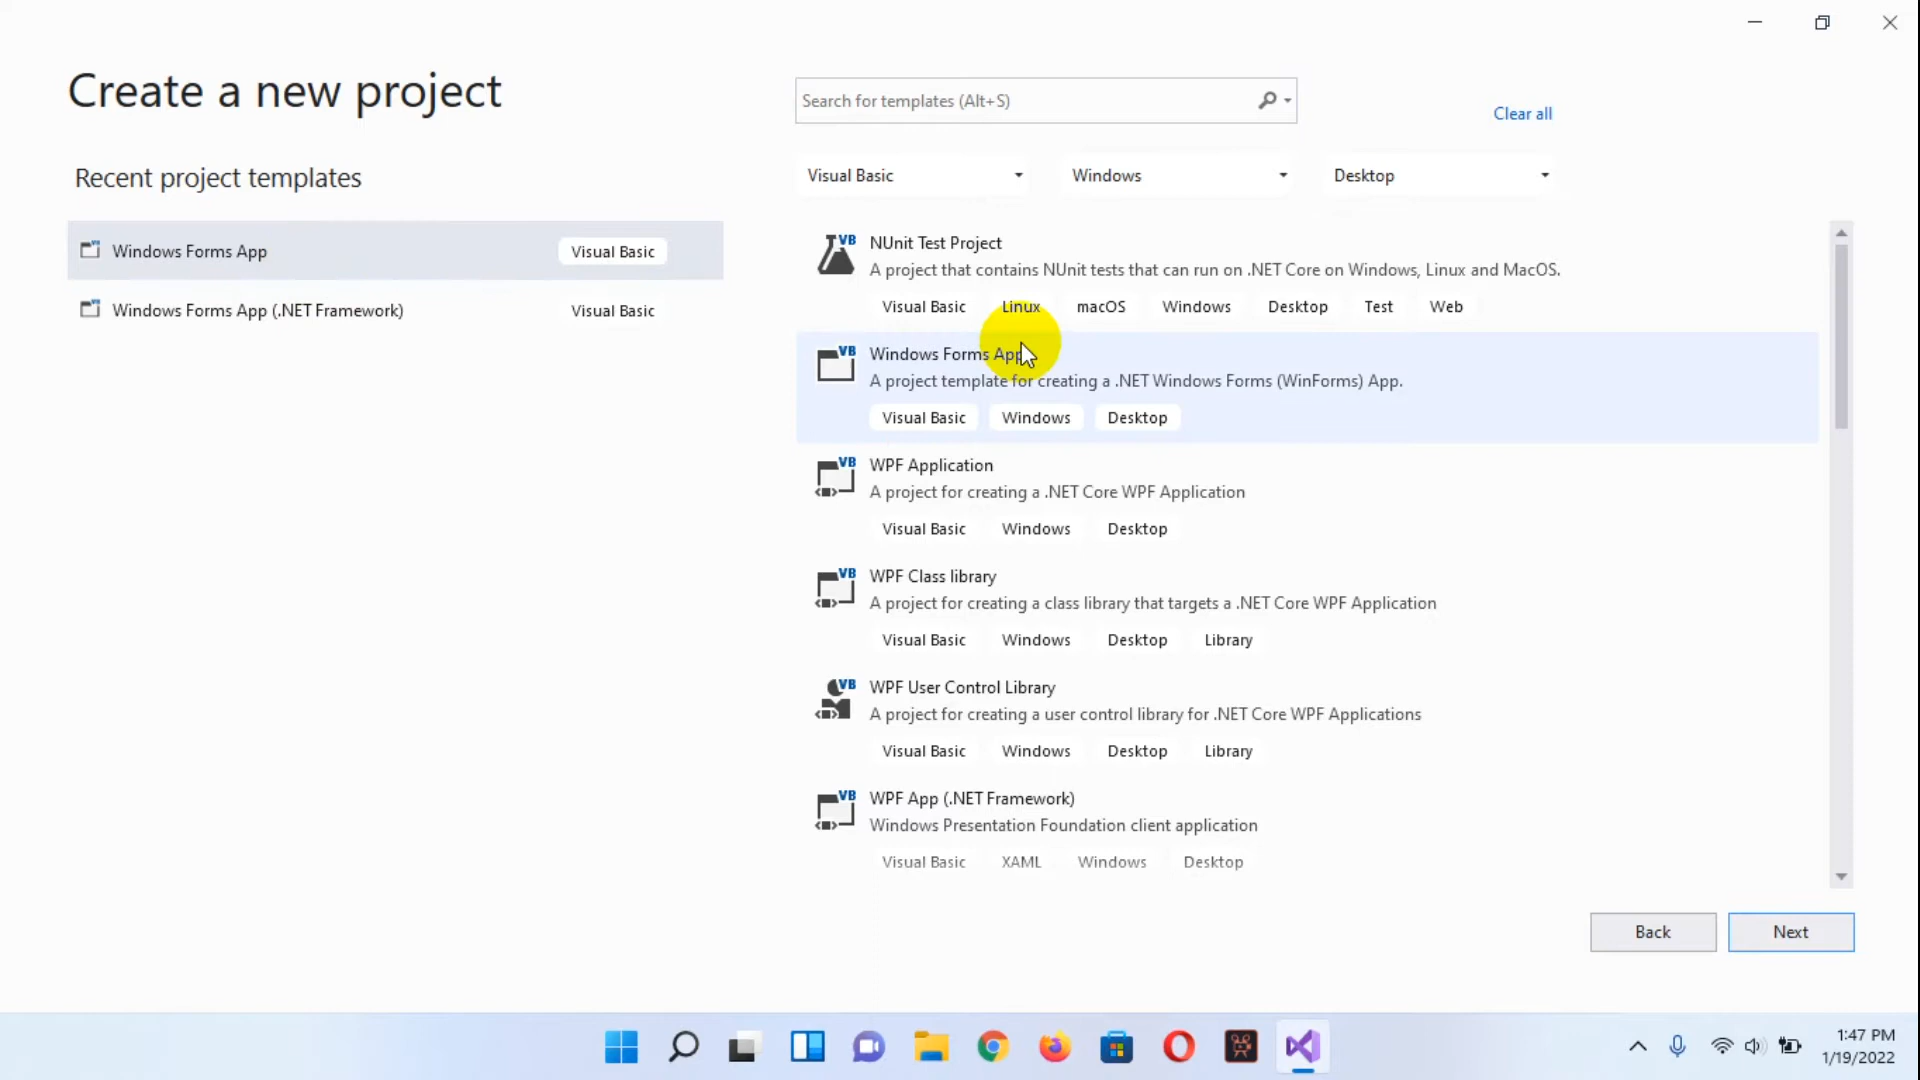 Create a new project
Search for templates (Alt+S)
Clear all
Recent project templates
Visual Basic
Windows
Desktop
Windows Forms App
Visual Basic
Windows Forms App (.NET Framework)
Visual Basic
VB
NUnit Test Project
A project that contains NUnit tests that can run on .NET Core on Windows, Linux and MacOS.
Visual Basic Linux macOS Windows Desktop Test Web
VB
Windows Forms App
A project template for creating a .NET Windows Forms (WinForms) App.
Visual Basic Windows Desktop
VB
WPF Application
A project for creating a .NET Core WPF Application
Visual Basic Windows Desktop
VB
WPF Class library
A project for creating a class library that targets a .NET Core WPF Application
Visual Basic Windows Desktop Library
VB
WPF User Control Library
A project for creating a user control library for .NET Core WPF Applications
Visual Basic Windows Desktop Library
VB
WPF App (.NET Framework)
Windows Presentation Foundation client application
Visual Basic XAML Windows Desktop
Back
Next
1:47 PM
1/19/2022